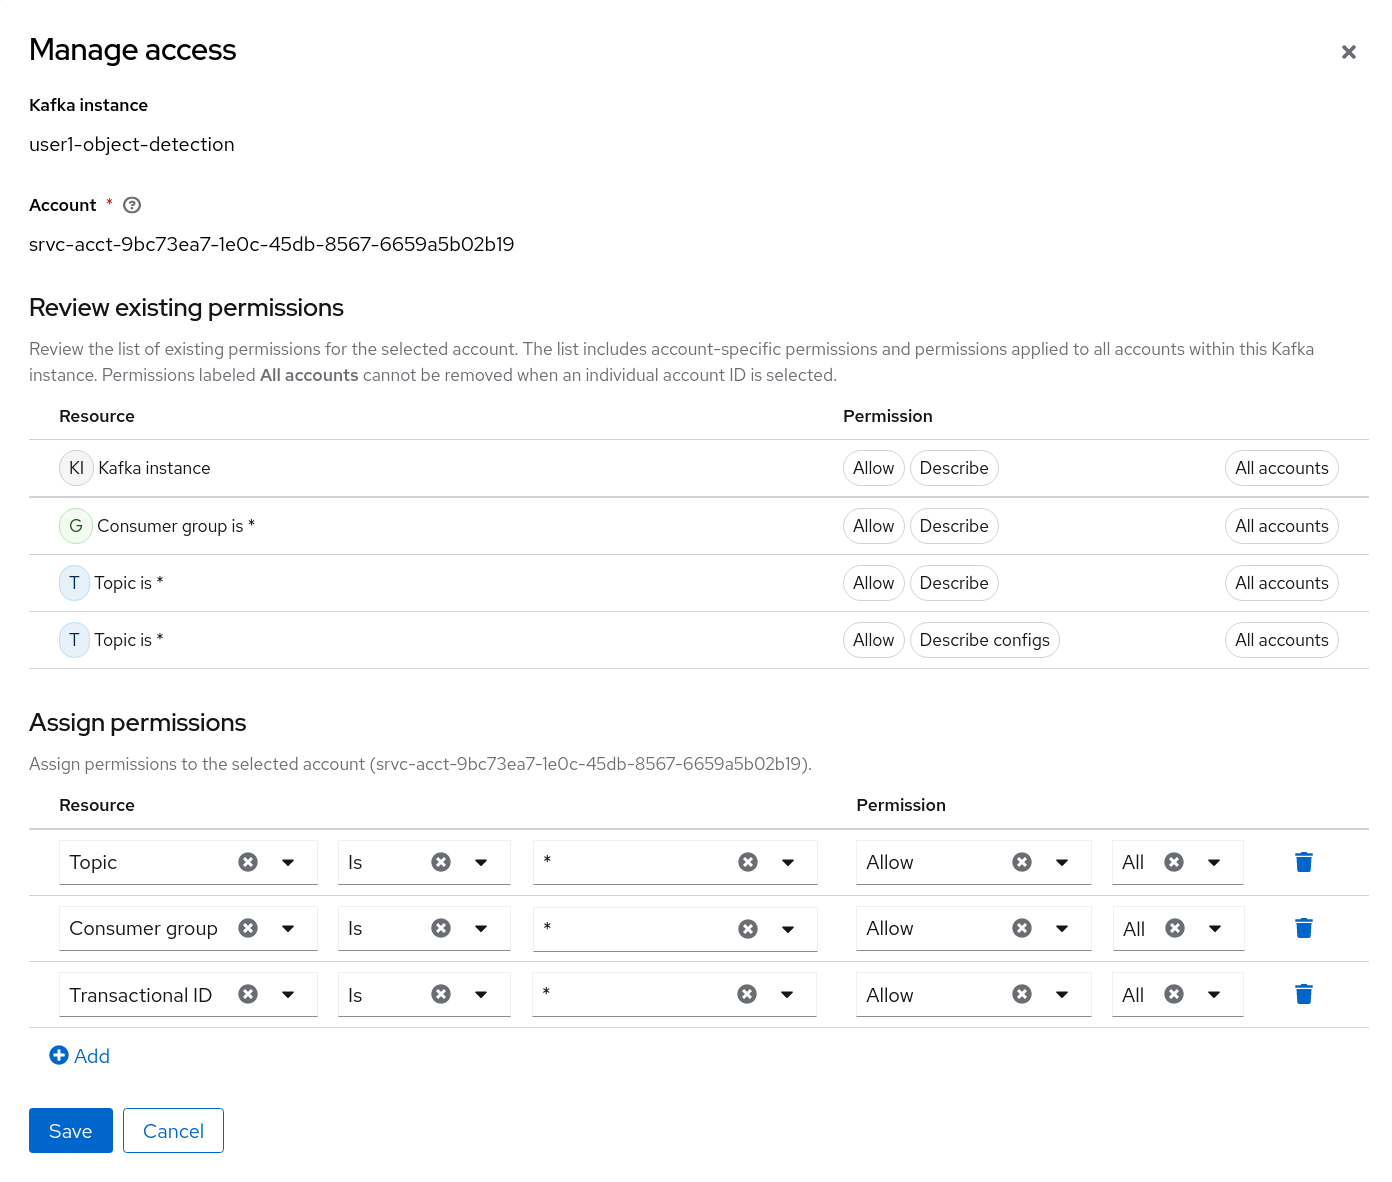 Manage access
Kafka instance
user1-object-detection
Account *
srvc-acct-9bc73ea7-1e0c-45db-8567-6659a5b02b19
Review existing permissions
Review the list of existing permissions for the selected account. The list includes account-specific permissions and permissions applied to all accounts within this Kafka
instance. Permissions labeled All accounts cannot be removed when an individual account ID is selected.
Resource Permission
KI Kafka instance Allow Describe All accounts
G Consumer group is * Allow Describe All accounts
T Topic is * Allow Describe All accounts
T Topic is * Allow Describe configs All accounts
Assign permissions
Assign permissions to the selected account (srvc-acct-9bc73ea7-1e0c-45db-8567-6659a5b02b19).
Resource Permission
Topic Is * Allow All
Consumer group Is * Allow All
Transactional ID Is * Allow All
Add
Save Cancel